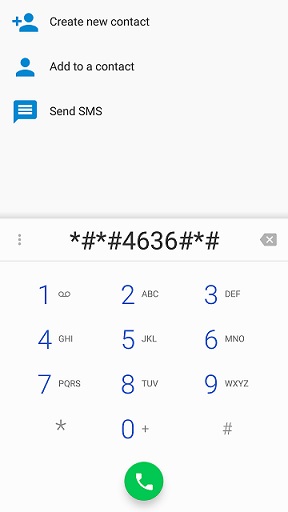 Create new contact
Add to a contact
Send SMS
*#*#4636#*#
1 2 ABC 3 DEF
4 GHI 5 JKL 6 MNO
7 PQRS 8 TUV 9 WXYZ
* 0 + #